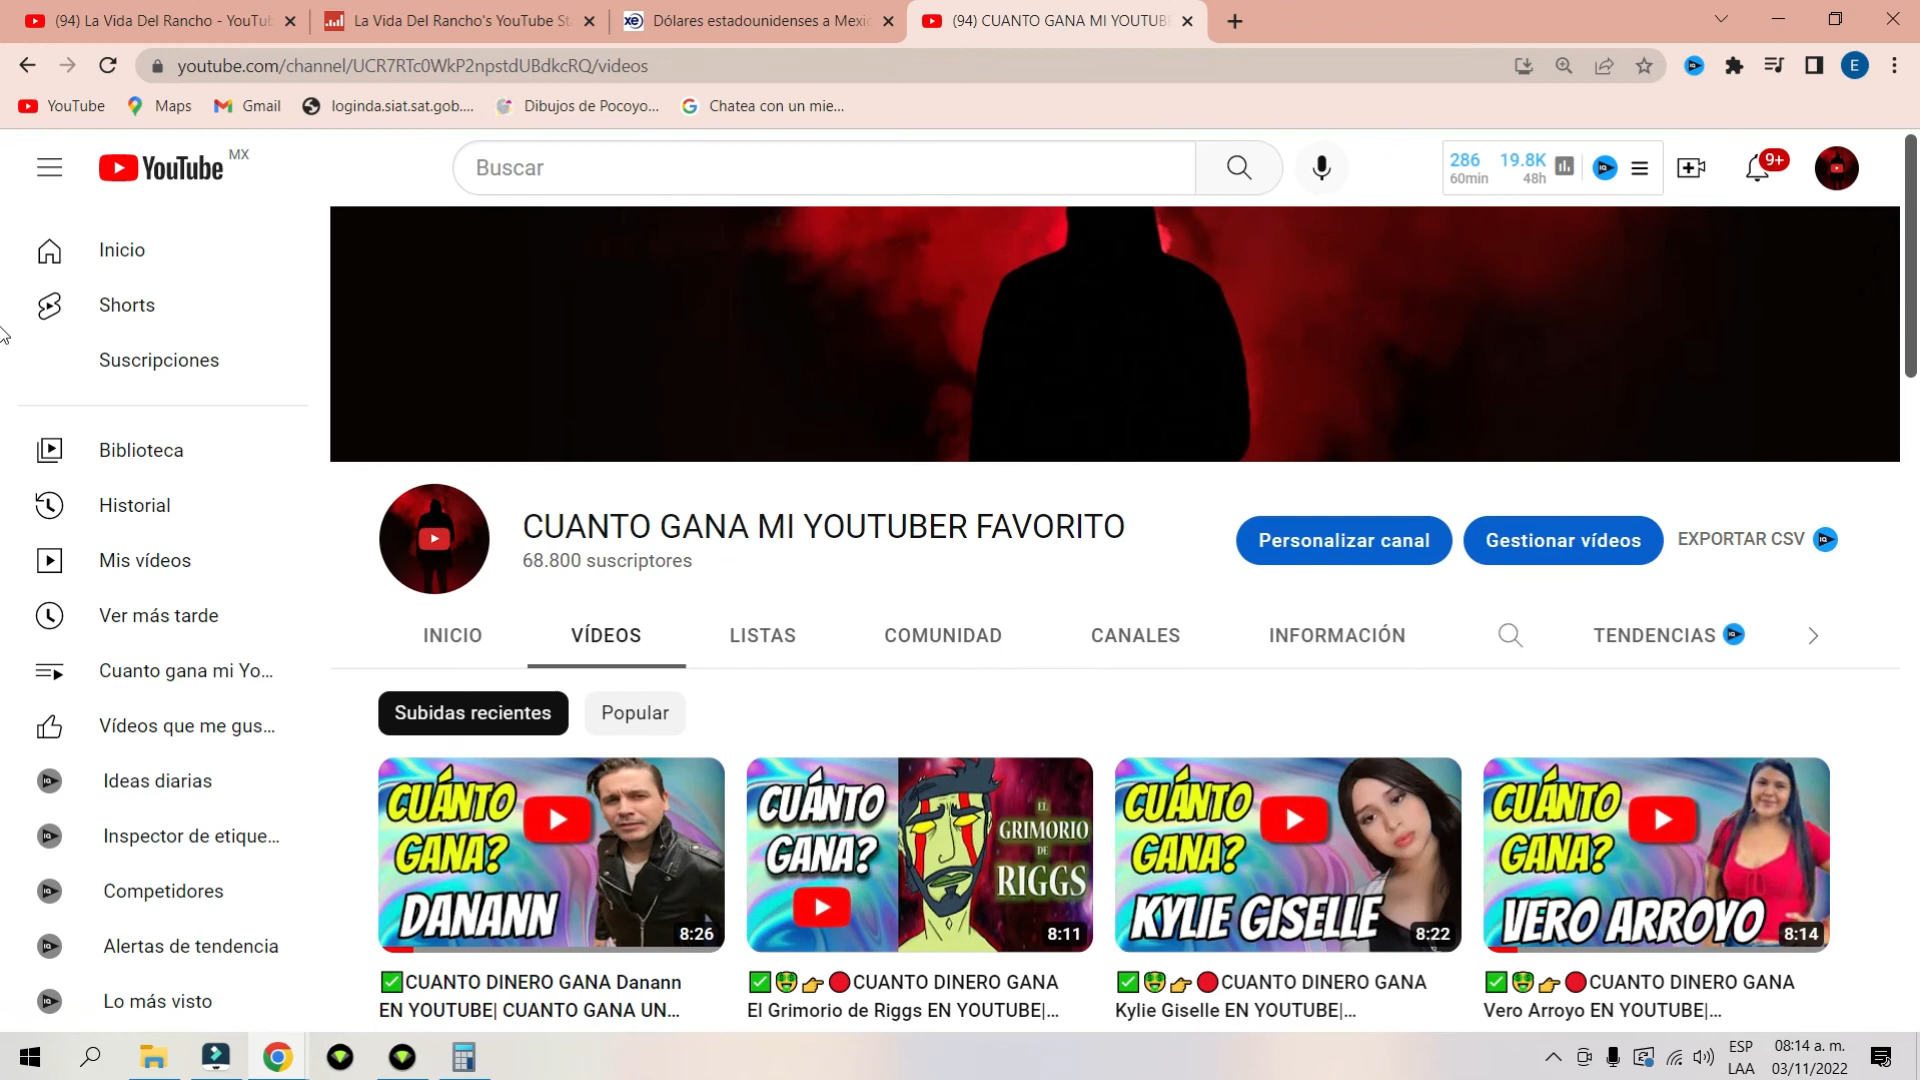 (94) La Vida Del Rancho - YouTub
La Vida Del Rancho's YouTube St
Dólares estadounidenses a Mexic
(94) CUANTO GANA MI YOUTUBE
youtube.com/channel/UCR7RTc0WkP2npstdUBdkcRQ/videos
E
YouTube
Maps
Gmail
loginda.siat.sat.gob....
Dibujos de Pocoyo...
Chatea con un mie...
YouTube MX
Buscar
286
60min
19.8K
48h
9+
Inicio
Shorts
Suscripciones
Biblioteca
Historial
Mis vídeos
Ver más tarde
Cuanto gana mi Yo...
Vídeos que me gus...
Ideas diarias
Inspector de etique...
Competidores
Alertas de tendencia
Lo más visto
CUANTO GANA MI YOUTUBER FAVORITO
68.800 suscriptores
Personalizar canal
Gestionar vídeos
EXPORTAR CSV
INICIO
VÍDEOS
LISTAS
COMUNIDAD
CANALES
INFORMACIÓN
TENDENCIAS
Subidas recientes
Popular
CUÁNTO
GANA?
DANANN
8:26
✅CUANTO DINERO GANA Danann
EN YOUTUBE| CUANTO GANA UN...
CUÁNTO
GANA?
EL
GRIMORIO
DE
RIGGS
8:11
✅🤑👉🔴CUANTO DINERO GANA
El Grimorio de Riggs EN YOUTUBE|...
CUÁNTO
GANA?
KYLIE GISELLE
8:22
✅🤑👉🔴CUANTO DINERO GANA
Kylie Giselle EN YOUTUBE|...
CUÁNTO
GANA?
VERO ARROYO
8:14
✅🤑👉🔴CUANTO DINERO GANA
Vero Arroyo EN YOUTUBE|...
ESP
LAA
08:14 a. m.
03/11/2022